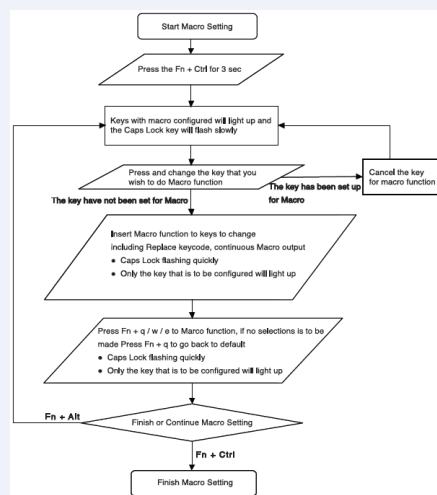 Start Macro Setting
Press the Fn + Ctrl for 3 sec
Keys with macro configured will light up and
the Caps Lock key will flash slowly
Press and change the key that you
wish to do Macro function
Cancel the key
for macro function
The key has been set up
for Macro
The key have not been set for Macro
Insert Macro function to keys to change
including Replace keycode, continuous Macro output
● Caps Lock flashing quickly
● Only the key that is to be configured will light up
Press Fn + q / w / e to Marco function, if no selections is to be
made Press Fn + q to go back to default
● Caps Lock flashing quickly
● Only the key that is to be configured will light up
Fn + Alt
Finish or Continue Macro Setting
Fn + Ctrl
Finish Macro Setting